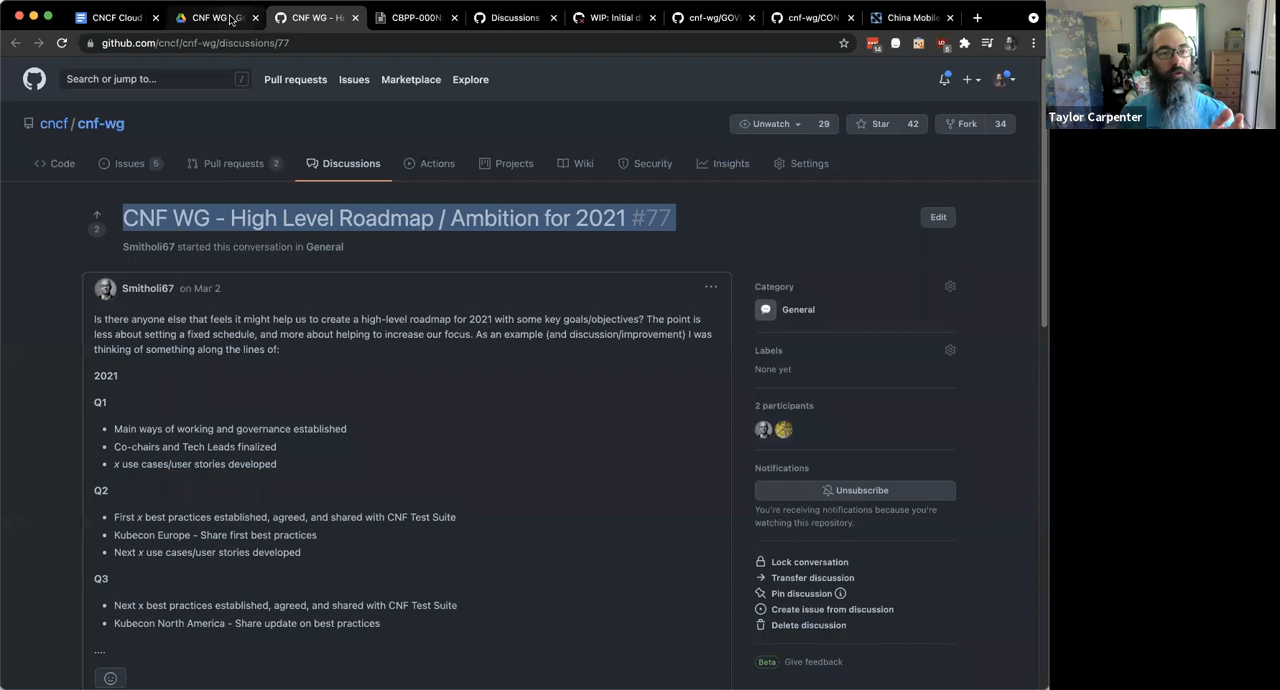 CNCF Cloud
CNF WG
CNF WG - Hi
CBPP-000N
Discussions
WIP: Initial d
cnf-wg/GOV
cnf-wg/CON
China Mobile
github.com/cncf/cnf-wg/discussions/77
14
5
Search or jump to...
/
Pull requests
Issues
Marketplace
Explore
Taylor Carpenter
cncf / cnf-wg
Unwatch
29
Star
42
Fork
34
Code
Issues 5
Pull requests 2
Discussions
Actions
Projects
Wiki
Security
Insights
Settings
2
CNF WG - High Level Roadmap / Ambition for 2021 #77
Edit
Smitholi67 started this conversation in General
Smitholi67 on Mar 2
Is there anyone else that feels it might help us to create a high-level roadmap for 2021 with some key goals/objectives? The point is
less about setting a fixed schedule, and more about helping to increase our focus. As an example (and discussion/improvement) I was
thinking of something along the lines of:
2021
Q1
Main ways of working and governance established
Co-chairs and Tech Leads finalized
x use cases/user stories developed
Q2
First x best practices established, agreed, and shared with CNF Test Suite
Kubecon Europe - Share first best practices
Next x use cases/user stories developed
Q3
Next x best practices established, agreed, and shared with CNF Test Suite
Kubecon North America - Share update on best practices
....
Category
General
Labels
None yet
2 participants
Notifications
Unsubscribe
You're receiving notifications because you're
watching this repository.
Lock conversation
Transfer discussion
Pin discussion
Create issue from discussion
Delete discussion
Beta Give feedback